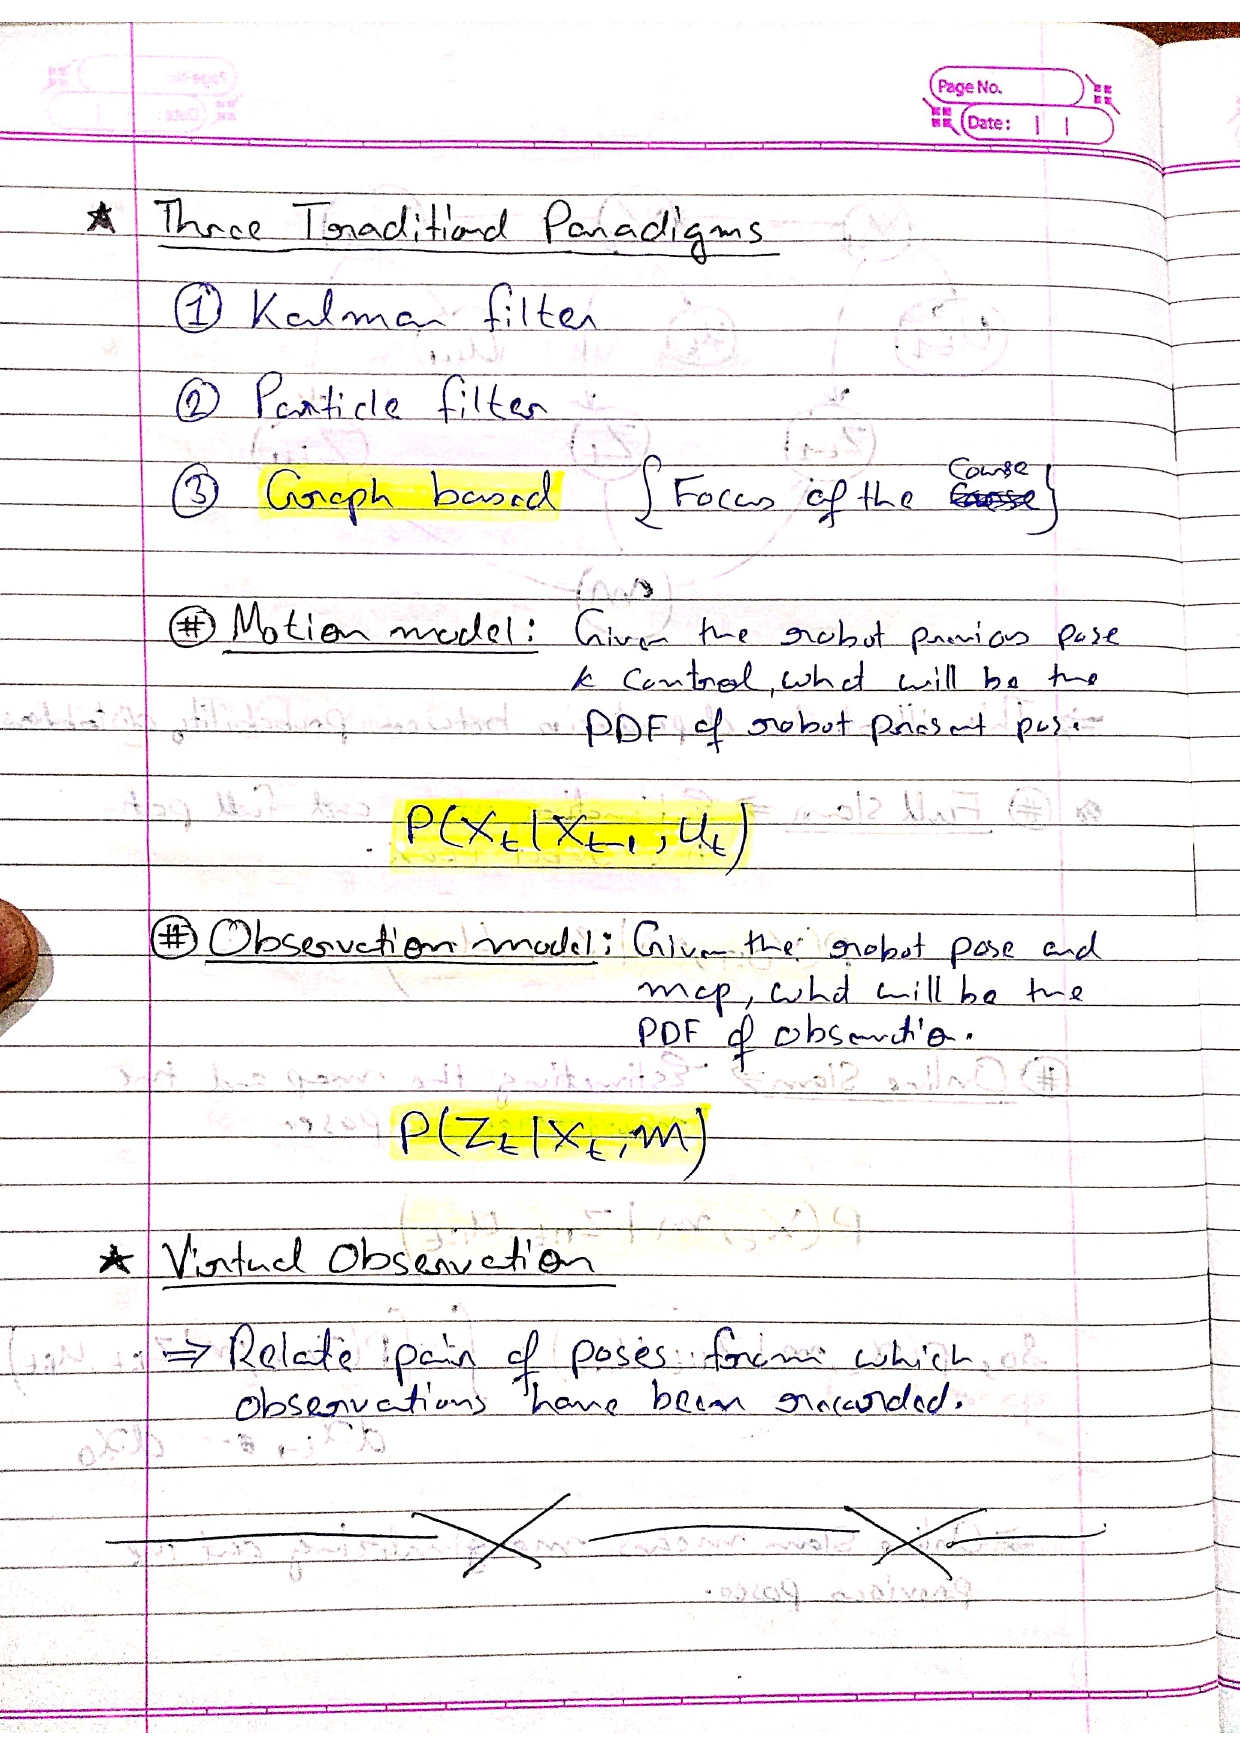 Page No.
Date: | |
★ Three Traditional Paradigms
① Kalman filter
② Particle filter
③ Graph based { Focus of the Course }
# Motion model: Given the robot previous pose
& control, what will be the
PDF of robot present pose
P(X_t | X_{t-1}, U_t)
# Observation model: Given the robot pose and
map, what will be the
PDF of observation.
P(Z_t | X_t, m)
★ Virtual Observation
⇒ Relate pair of poses from which
observations have been recorded.